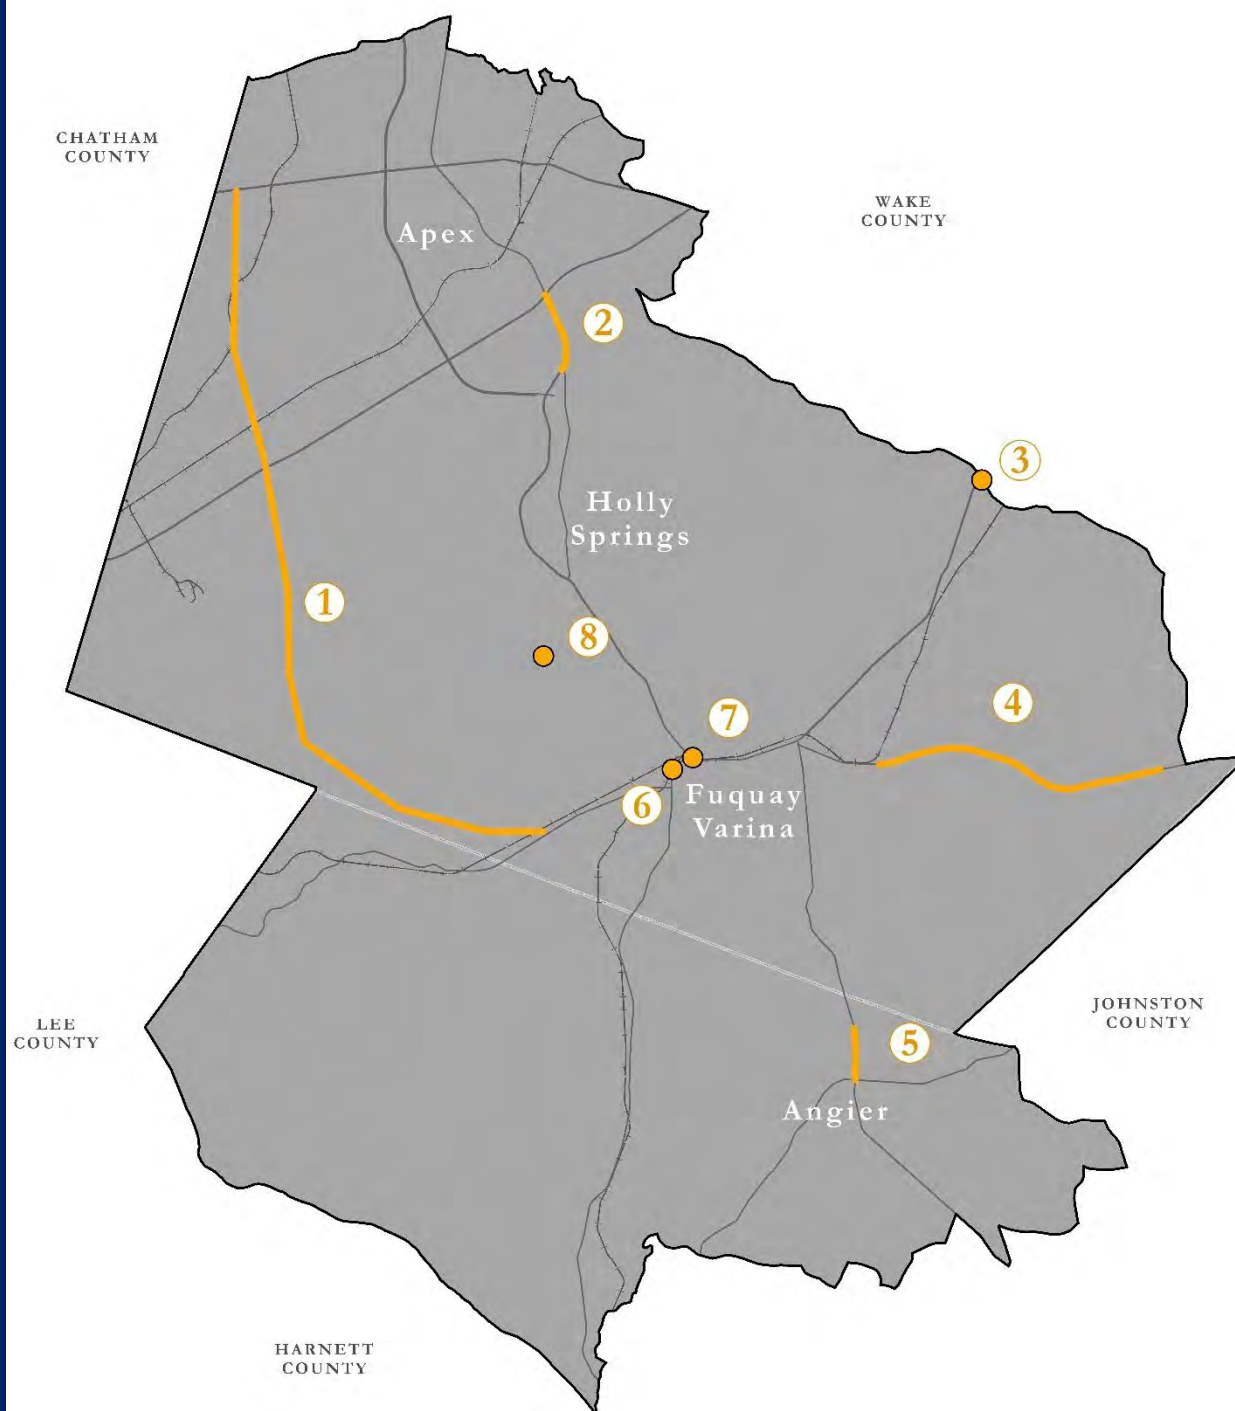 CHATHAM
COUNTY
WAKE
COUNTY
Apex
2
3
Holly
Springs
1
8
4
7
6
Fuquay
Varina
LEE
COUNTY
JOHNSTON
COUNTY
5
Angier
HARNETT
COUNTY